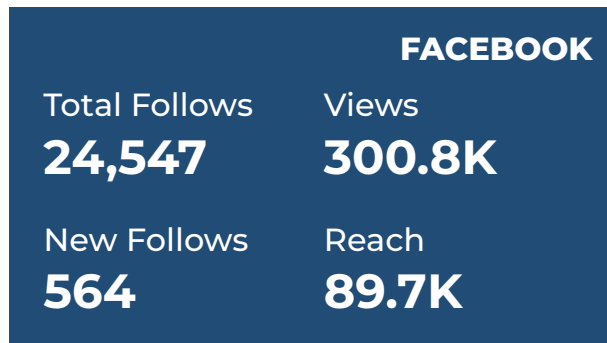 FACEBOOK
Total Follows
24,547
Views
300.8K
New Follows
564
Reach
89.7K